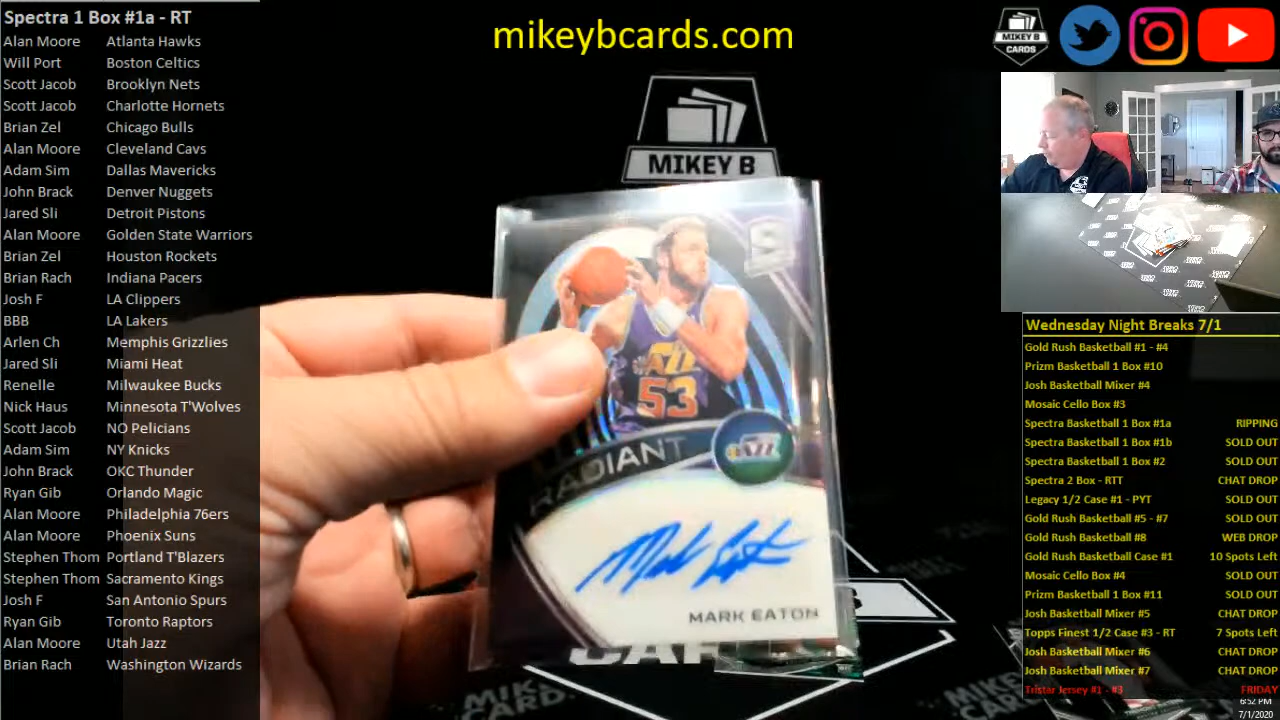 Spectra 1 Box #1a - RT
Alan Moore Atlanta Hawks
Will Port Boston Celtics
Scott Jacob Brooklyn Nets
Scott Jacob Charlotte Hornets
Brian Zel Chicago Bulls
Alan Moore Cleveland Cavs
Adam Sim Dallas Mavericks
John Brack Denver Nuggets
Jared Sli Detroit Pistons
Alan Moore Golden State Warriors
Brian Zel Houston Rockets
Brian Rach Indiana Pacers
Josh F LA Clippers
BBB LA Lakers
Arlen Ch Memphis Grizzlies
Jared Sli Miami Heat
Renelle Milwaukee Bucks
Nick Haus Minnesota T'Wolves
Scott Jacob NO Pelicians
Adam Sim NY Knicks
John Brack OKC Thunder
Ryan Gib Orlando Magic
Alan Moore Philadelphia 76ers
Alan Moore Phoenix Suns
Stephen Thom Portland T'Blazers
Stephen Thom Sacramento Kings
Josh F San Antonio Spurs
Ryan Gib Toronto Raptors
Alan Moore Utah Jazz
Brian Rach Washington Wizards
mikeybcards.com
MIKEY B
53
RADIANT
Mark Eaton
MARK EATON
CARDS
MIKEY B
CARDS
Wednesday Night Breaks 7/1
Gold Rush Basketball #1 - #4
Prizm Basketball 1 Box #10
Josh Basketball Mixer #4
Mosaic Cello Box #3
Spectra Basketball 1 Box #1a RIPPING
Spectra Basketball 1 Box #1b SOLD OUT
Spectra Basketball 1 Box #2 SOLD OUT
Spectra 2 Box - RTT CHAT DROP
Legacy 1/2 Case #1 - PYT SOLD OUT
Gold Rush Basketball #5 - #7 SOLD OUT
Gold Rush Basketball #8 WEB DROP
Gold Rush Basketball Case #1 10 Spots Left
Mosaic Cello Box #4 SOLD OUT
Prizm Basketball 1 Box #11 SOLD OUT
Josh Basketball Mixer #5 CHAT DROP
Topps Finest 1/2 Case #3 - RT 7 Spots Left
Josh Basketball Mixer #6 CHAT DROP
Josh Basketball Mixer #7 CHAT DROP
Tristar Jersey #1 - #3 FRIDAY
6:52 PM
7/1/2020